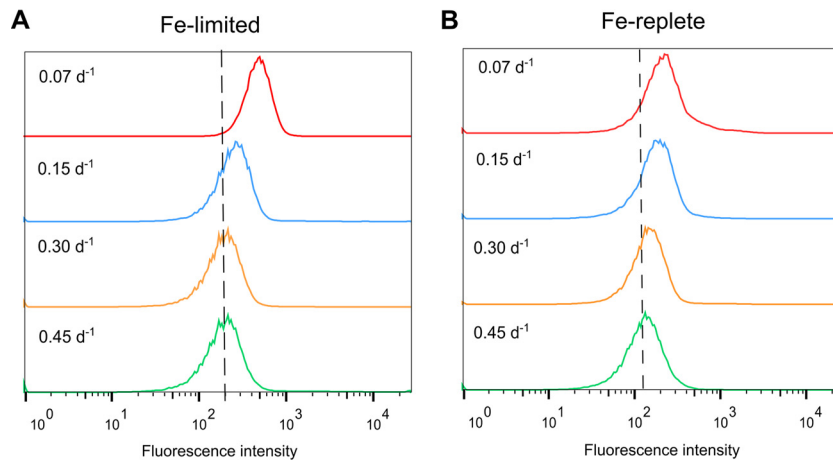 A
Fe-limited
0.07 d⁻¹
0.15 d⁻¹
0.30 d⁻¹
0.45 d⁻¹
10⁰ 10¹ 10² 10³ 10⁴
Fluorescence intensity
B
Fe-replete
0.07 d⁻¹
0.15 d⁻¹
0.30 d⁻¹
0.45 d⁻¹
10⁰ 10¹ 10² 10³ 10⁴
Fluorescence intensity